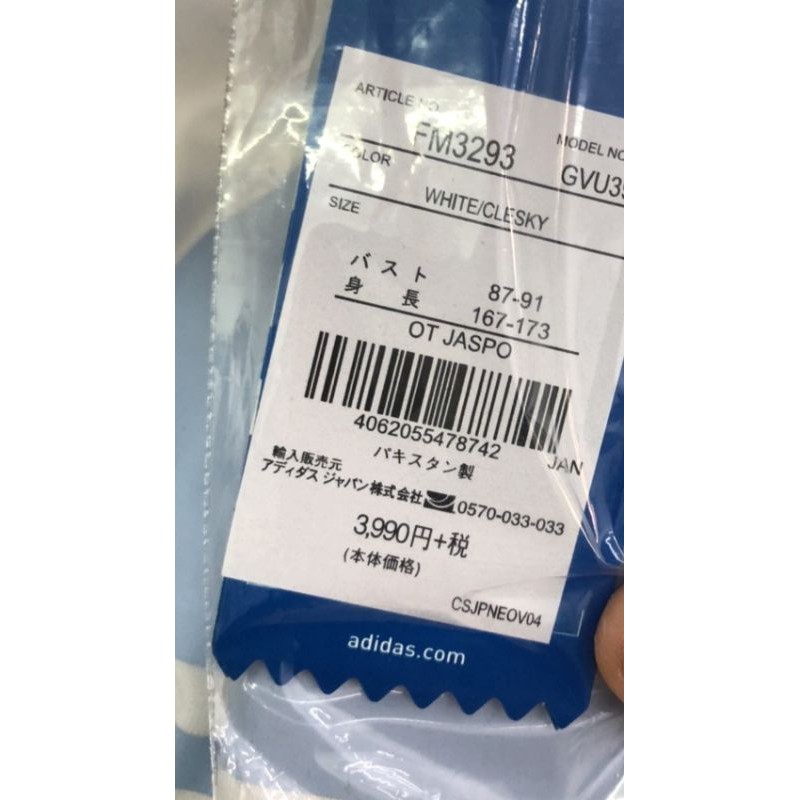 ARTICLE NO.
FM3293
MODEL NO
COLOR
WHITE/CLESKY
SIZE
バスト 87-91
身長 167-173
OT JASPO
4062055478742
JAN
パキスタン製
輸入販売元
アディダス ジャパン株式会社 0570-033-033
3,990円+税
(本体価格)
CSJPNEOV04
adidas.com